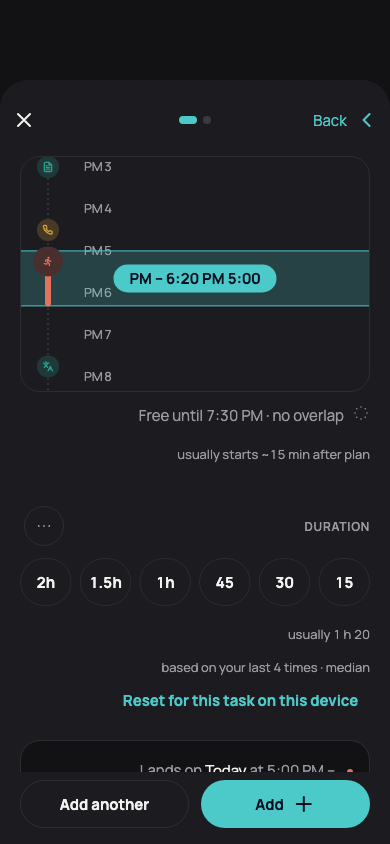 Back
PM 3
PM 4
PM 5
PM – 6:20 PM 5:00
PM 6
PM 7
PM 8
Free until 7:30 PM · no overlap
usually starts ~15 min after plan
...
DURATION
2h 1.5h 1h 45 30 15
usually 1 h 20
based on your last 4 times · median
Reset for this task on this device
Lands on Today at 5:00 PM –
Add another
Add +